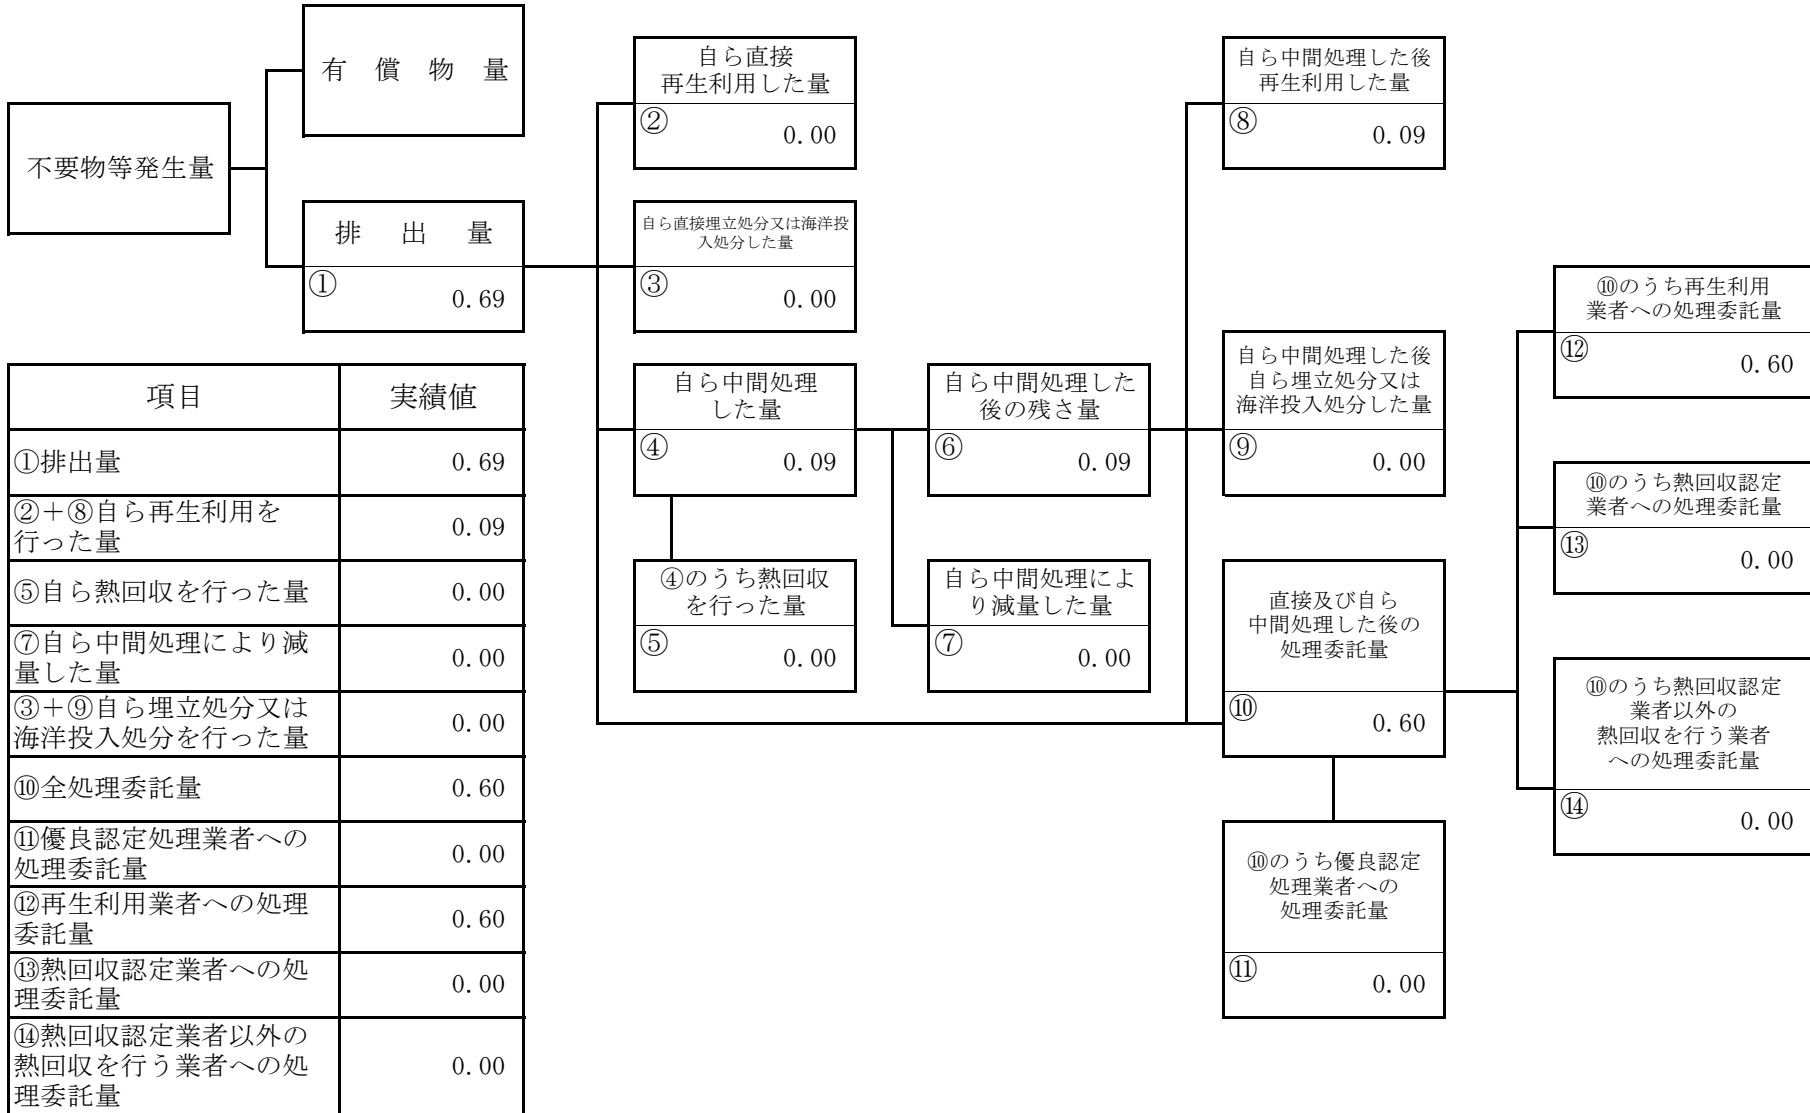 有 償 物 量
不要物等発生量
排 出 量
① 0.69
自ら直接
再生利用した量
② 0.00
自ら直接埋立処分又は海洋投
入処分した量
③ 0.00
自ら中間処理
した量
④ 0.09
④のうち熱回収
を行った量
⑤ 0.00
自ら中間処理した
後の残さ量
⑥ 0.09
自ら中間処理によ
り減量した量
⑦ 0.00
自ら中間処理した後
再生利用した量
⑧ 0.09
自ら中間処理した後
自ら埋立処分又は
海洋投入処分した量
⑨ 0.00
直接及び自ら
中間処理した後の
処理委託量
⑩ 0.60
⑩のうち優良認定
処理業者への
処理委託量
⑪ 0.00
⑩のうち再生利用
業者への処理委託量
⑫ 0.60
⑩のうち熱回収認定
業者への処理委託量
⑬ 0.00
⑩のうち熱回収認定
業者以外の
熱回収を行う業者
への処理委託量
⑭ 0.00
項目 実績値
①排出量 0.69
②+⑧自ら再生利用を
行った量 0.09
⑤自ら熱回収を行った量 0.00
⑦自ら中間処理により減
量した量 0.00
③+⑨自ら埋立処分又は
海洋投入処分を行った量 0.00
⑩全処理委託量 0.60
⑪優良認定処理業者への
処理委託量 0.00
⑫再生利用業者への処理
委託量 0.60
⑬熱回収認定業者への処
理委託量 0.00
⑭熱回収認定業者以外の
熱回収を行う業者への処
理委託量 0.00